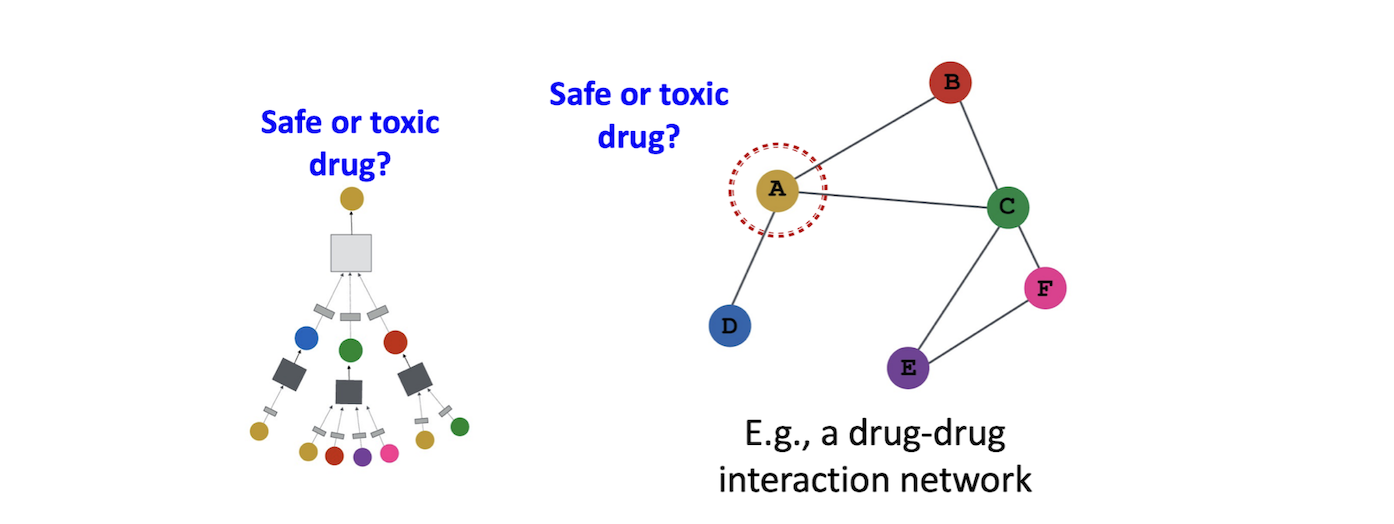 Safe or toxic
drug?
Safe or toxic
drug?
B
A
C
F
D
E
E.g., a drug-drug
interaction network